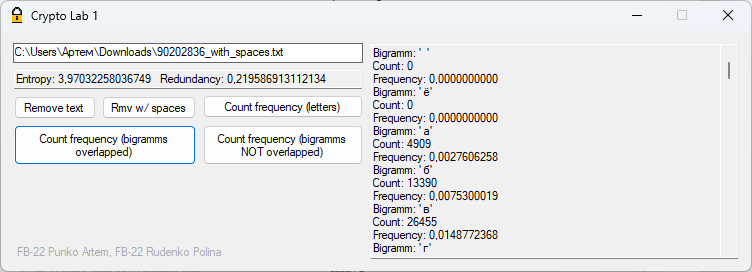 Crypto Lab 1
C:\Users\Артем\Downloads\90202836_with_spaces.txt
Entropy: 3,97032258036749 Redundancy: 0,219586913112134
Remove text
Rmv w/ spaces
Count frequency (letters)
Count frequency (bigramms
overlapped)
Count frequency (bigramms
NOT overlapped)
FB-22 Punko Artem, FB-22 Rudenko Polina
Bigramm: '  '
Count: 0
Frequency: 0,0000000000
Bigramm: ' ё'
Count: 0
Frequency: 0,0000000000
Bigramm: ' а'
Count: 4909
Frequency: 0,0027606258
Bigramm: ' б'
Count: 13390
Frequency: 0,0075300019
Bigramm: ' в'
Count: 26455
Frequency: 0,0148772368
Bigramm: ' г'